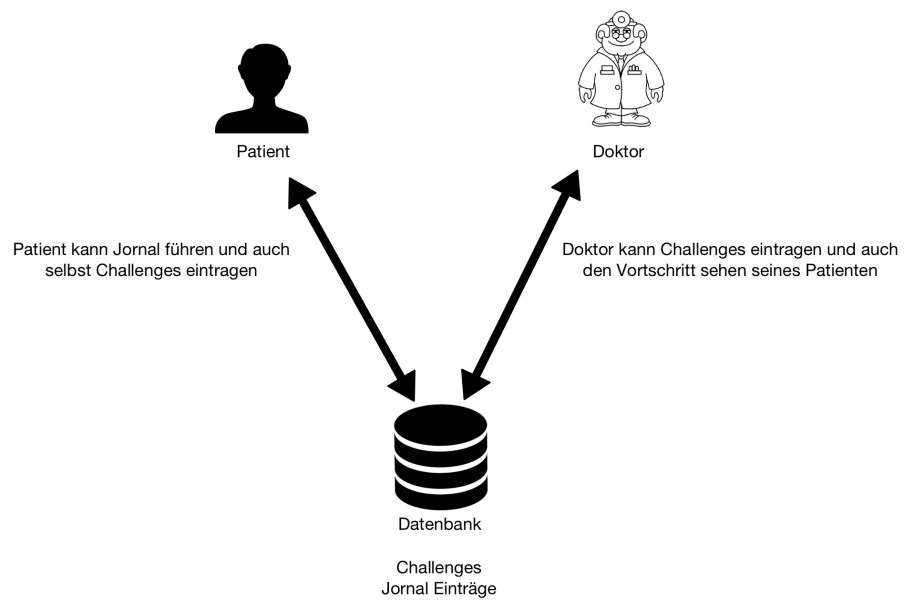 Patient
Doktor
Patient kann Jornal führen und auch
selbst Challenges eintragen
Doktor kann Challenges eintragen und auch
den Vortschritt sehen seines Patienten
Datenbank
Challenges
Jornal Einträge